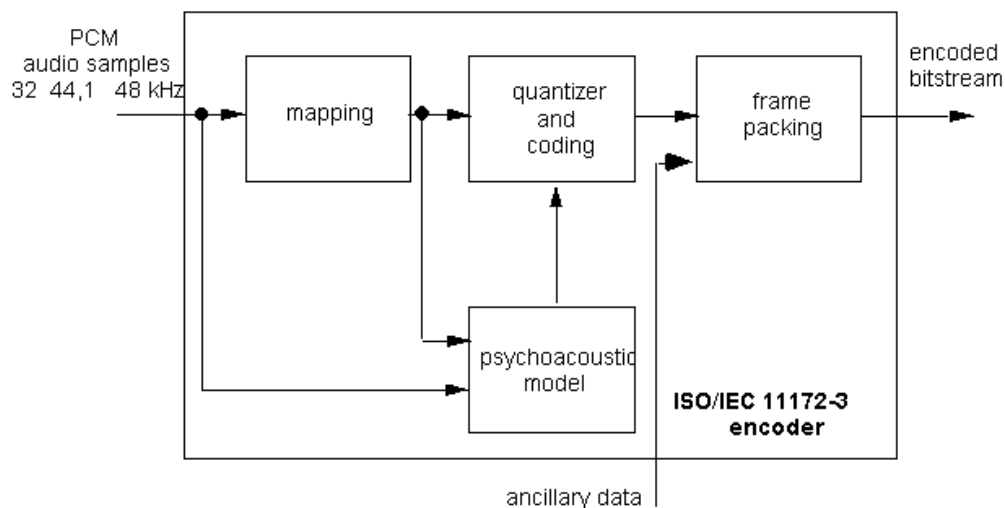 PCM
audio samples
32 44,1 48 kHz
mapping
quantizer
and
coding
frame
packing
encoded
bitstream
psychoacoustic
model
ISO/IEC 11172-3
encoder
ancillary data